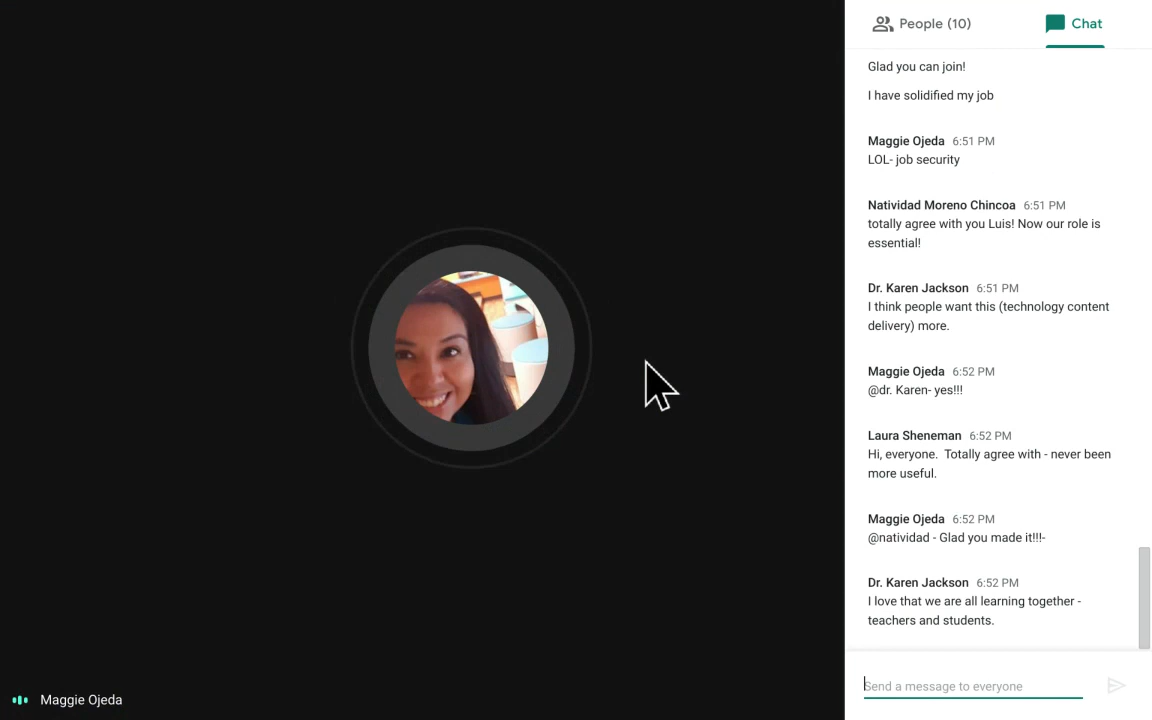 People (10)
Chat
Glad you can join!
I have solidified my job
Maggie Ojeda 6:51 PM
LOL- job security
Natividad Moreno Chincoa 6:51 PM
totally agree with you Luis! Now our role is
essential!
Dr. Karen Jackson 6:51 PM
I think people want this (technology content
delivery) more.
Maggie Ojeda 6:52 PM
@dr. Karen- yes!!!
Laura Sheneman 6:52 PM
Hi, everyone.  Totally agree with - never been
more useful.
Maggie Ojeda 6:52 PM
@natividad - Glad you made it!!!-
Dr. Karen Jackson 6:52 PM
I love that we are all learning together -
teachers and students.
Send a message to everyone
Maggie Ojeda